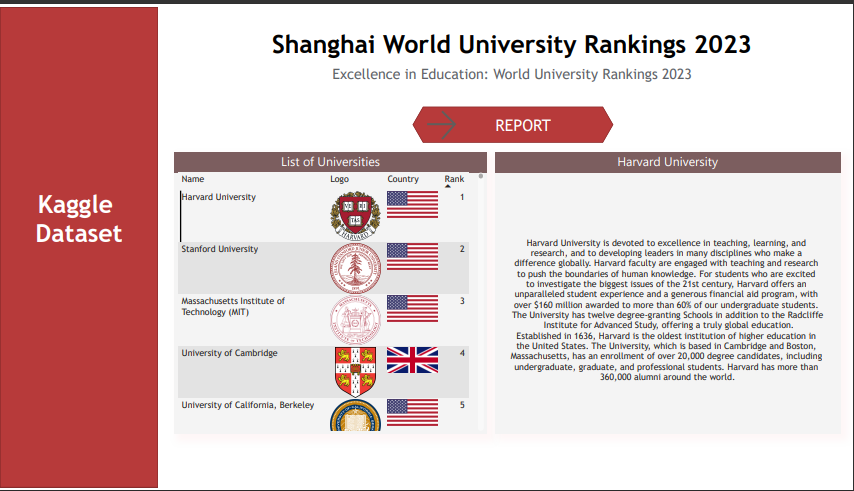 Shanghai World University Rankings 2023
Excellence in Education: World University Rankings 2023
REPORT
Kaggle
Dataset
List of Universities
Name Logo Country Rank
Harvard University 1
VE RI
TAS
HARVARD
Stanford University 2
Massachusetts Institute of
Technology (MIT) 3
University of Cambridge 4
University of California, Berkeley 5
Harvard University
Harvard University is devoted to excellence in teaching, learning, and
research, and to developing leaders in many disciplines who make a
difference globally. Harvard faculty are engaged with teaching and research
to push the boundaries of human knowledge. For students who are excited
to investigate the biggest issues of the 21st century, Harvard offers an
unparalleled student experience and a generous financial aid program, with
over $160 million awarded to more than 60% of our undergraduate students.
The University has twelve degree-granting Schools in addition to the Radcliffe
Institute for Advanced Study, offering a truly global education.
Established in 1636, Harvard is the oldest institution of higher education in
the United States. The University, which is based in Cambridge and Boston,
Massachusetts, has an enrollment of over 20,000 degree candidates, including
undergraduate, graduate, and professional students. Harvard has more than
360,000 alumni around the world.